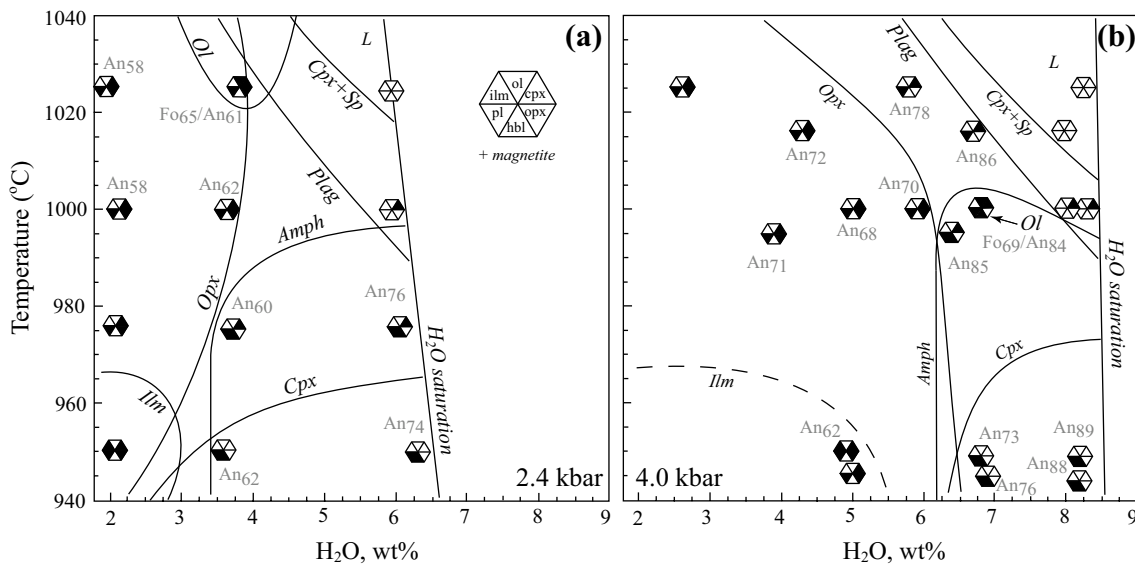 1040
1020
1000
980
960
940
Temperature (°C)
(a)
L
Ol
Cpx+Sp
An58
Fo65/An61
ol
ilm
cpx
pl
opx
hbl
+ magnetite
Plag
An58
An62
Amph
Opx
An60
An76
H2O saturation
Cpx
Ilm
An74
An62
2.4 kbar
2 3 4 5 6 7 8 9
H2O, wt%
(b)
L
Plag
Opx
Cpx+Sp
An78
An72
An86
An70
An68
Ol
An71
An85
Fo69/An84
H2O saturation
Cpx
Amph
Ilm
An62
An73
An89
An88
An76
4.0 kbar
2 3 4 5 6 7 8 9
H2O, wt%